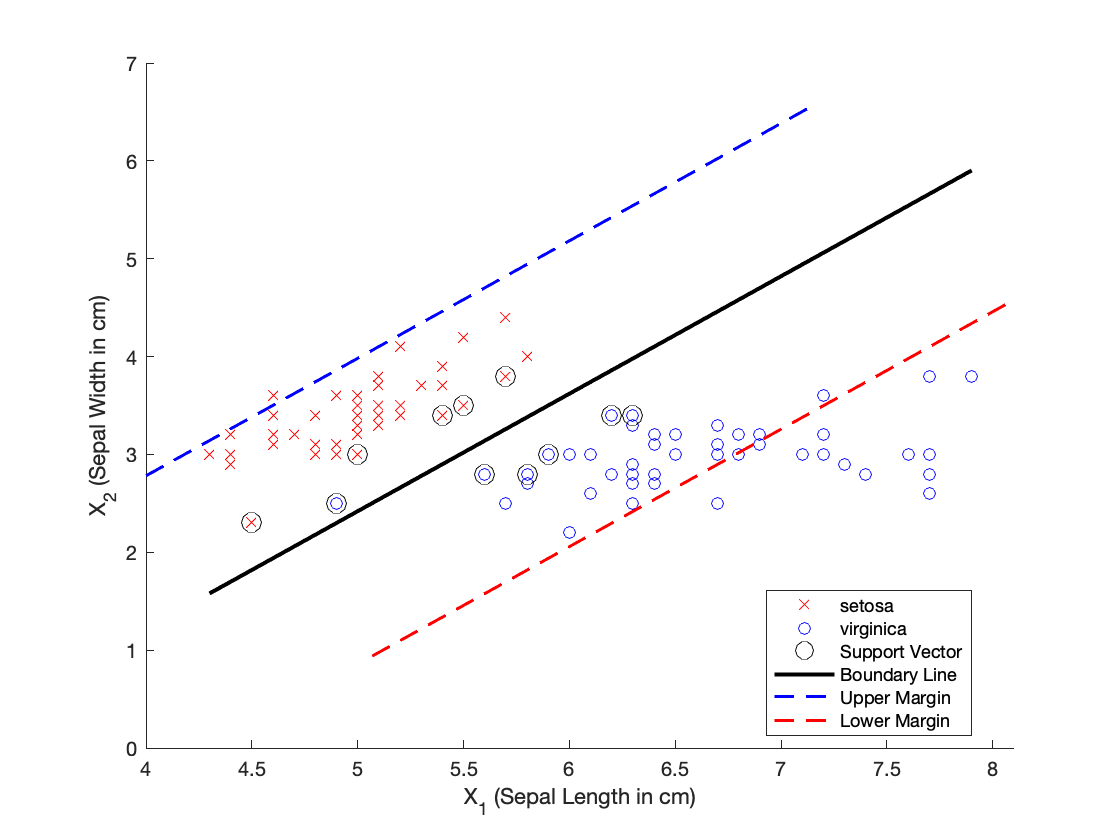 7
6
5
4
3
2
1
0
4
4.5
5
5.5
6
6.5
7
7.5
8
X2 (Sepal Width in cm)
X1 (Sepal Length in cm)
setosa
virginica
Support Vector
Boundary Line
Upper Margin
Lower Margin